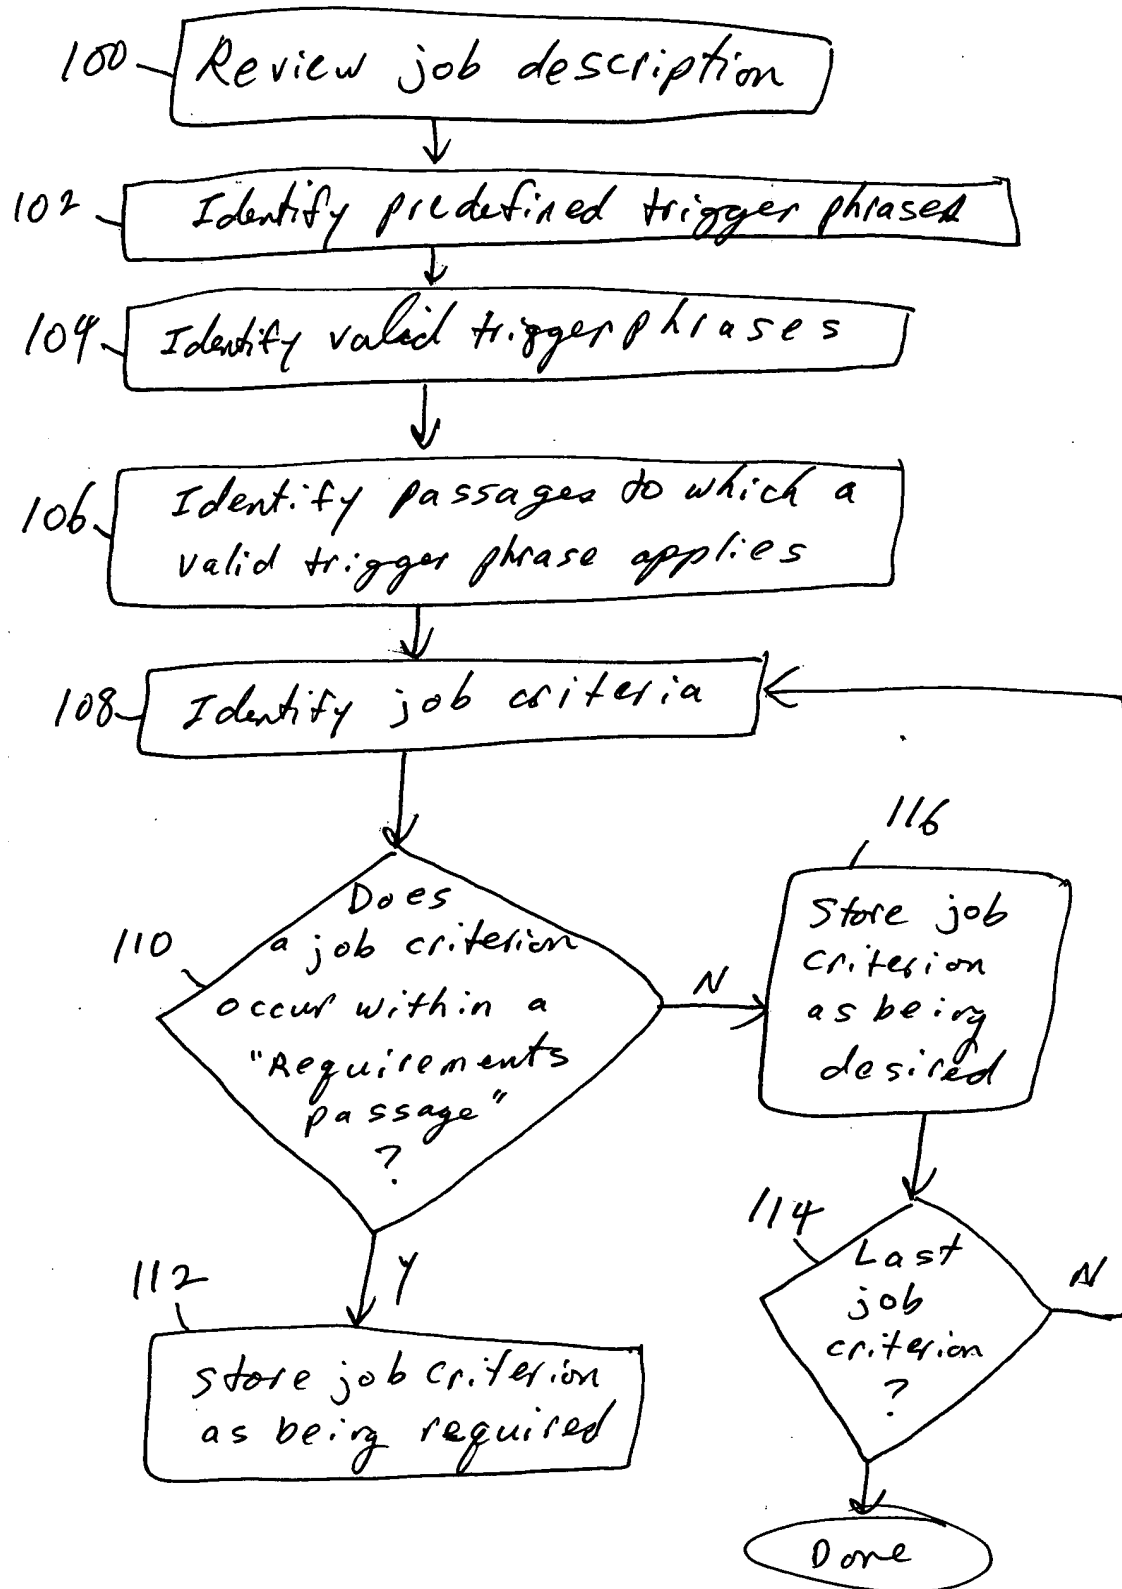 100 Review job description
102 Identify predefined trigger phrases
104 Identify valid trigger phrases
106 Identify passages to which a
valid trigger phrase applies
108 Identify job criteria
110
Does
a job criterion
occur within a
"Requirements
passage"
?
N
Y
116
Store job
criterion
as being
desired
112
store job criterion
as being required
114
Last
job
criterion
?
N
Done